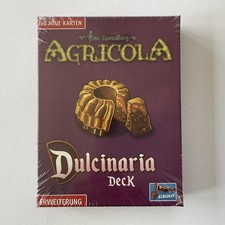 120 NEUE KARTEN
Uwe Rosenberg
AGRICOLA
Dulcinaria
DECK
ERWEITERUNG